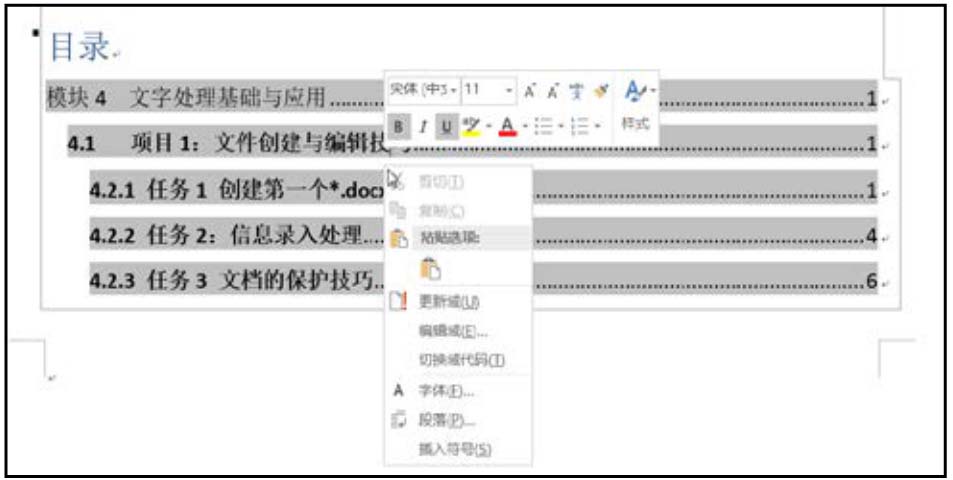 目录
模块 4 文字处理基础与应用 1
宋体 (中文 11
样式
4.1 项目 1：文件创建与编辑技巧 1
4.2.1 任务 1 创建第一个*.docx 1
4.2.2 任务 2：信息录入处理 4
4.2.3 任务 3 文档的保护技巧 6
剪切(T)
复制(C)
粘贴选项:
更新域(U)
编辑域(E)...
切换域代码(T)
字体(F)...
段落(P)...
插入符号(S)